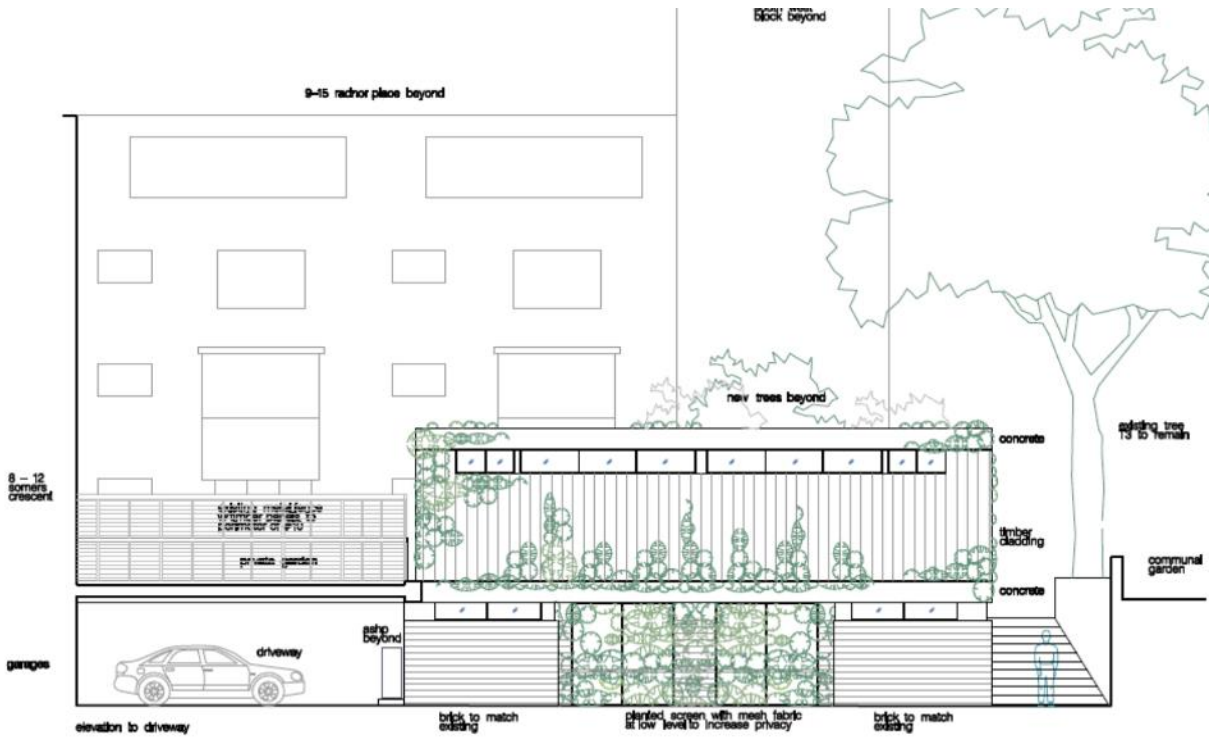 block beyond
9-15 radnor place beyond
new trees beyond
concrete
existing tree
T3 to remain
8 - 12
somers
crescent
private garden
timber
cladding
communal
garden
concrete
ashp
beyond
driveway
garages
elevation to driveway
brick to match
existing
planted screen with mesh fabric
at low level to increase privacy
brick to match
existing